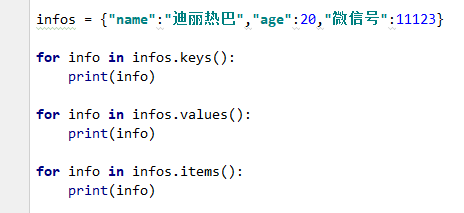 infos = {"name":"迪丽热巴","age":20,"微信号":11123}
for info in infos.keys():
    print(info)
for info in infos.values():
    print(info)
for info in infos.items():
    print(info)